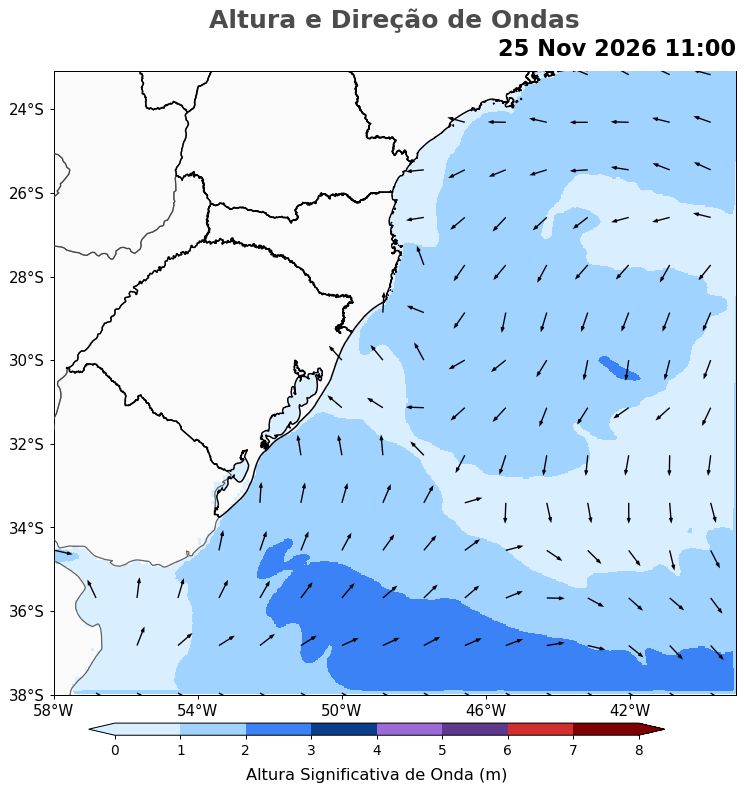 Altura e Direção de Ondas
25 Nov 2026 11:00
24°S
26°S
28°S
30°S
32°S
34°S
36°S
38°S
58°W 54°W 50°W 46°W 42°W
0 1 2 3 4 5 6 7 8
Altura Significativa de Onda (m)